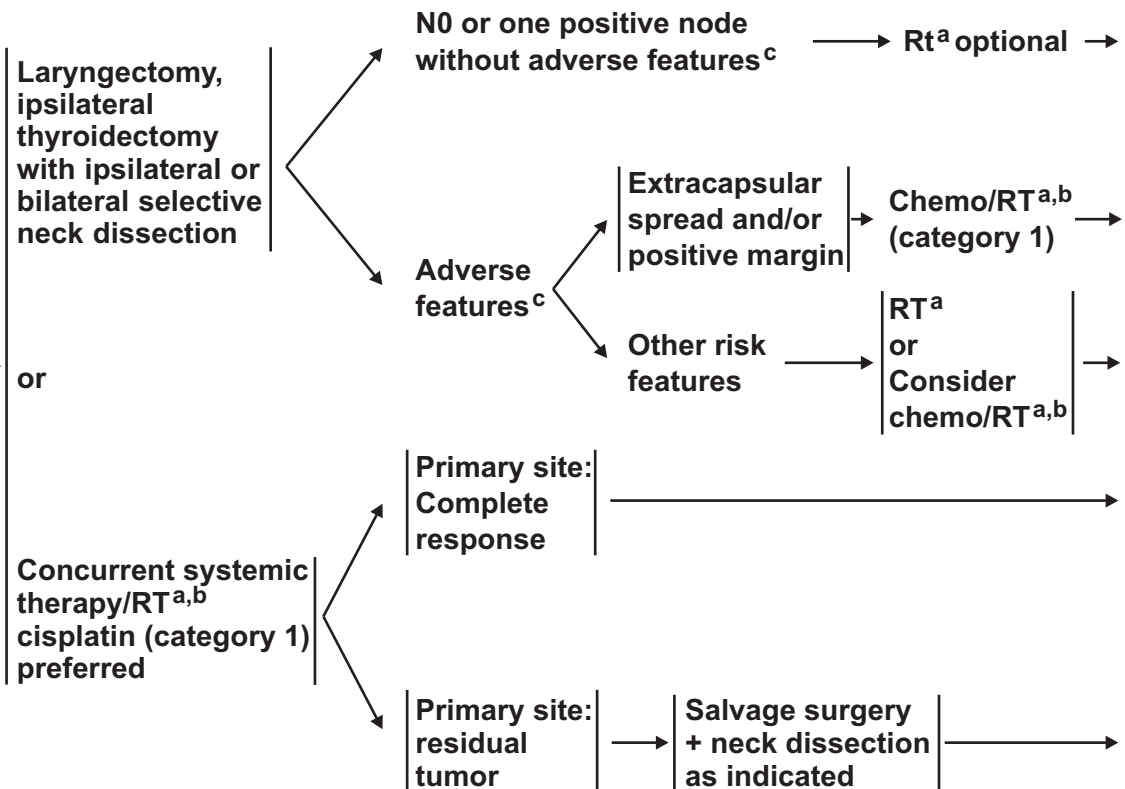 Laryngectomy,
ipsilateral
thyroidectomy
with ipsilateral or
bilateral selective
neck dissection
N0 or one positive node
without adverse features c
Rt a optional
Adverse
features c
Extracapsular
spread and/or
positive margin
Chemo/RT a,b
(category 1)
Other risk
features
RT a
or
Consider
chemo/RT a,b
or
Concurrent systemic
therapy/RT a,b
cisplatin (category 1)
preferred
Primary site:
Complete
response
Primary site:
residual
tumor
Salvage surgery
+ neck dissection
as indicated